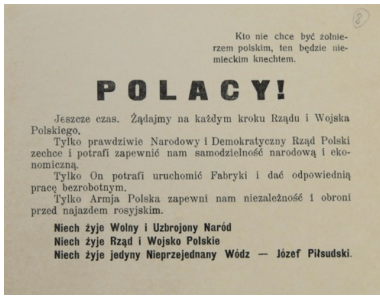 8
Kto nie chce być żołnie-
rzem polskim, ten będzie nie-
mieckim knechtem.
POLACY!
Jeszcze czas. Żądajmy na każdym kroku Rządu i Wojska
Polskiego.
Tylko prawdziwie Narodowy i Demokratyczny Rząd Polski
zechce i potrafi zapewnić nam samodzielność narodową i eko-
nomiczną.
Tylko On potrafi uruchomić Fabryki i dać odpowiednią
pracę bezrobotnym.
Tylko Armja Polska zapewni nam niezależność i obroni
przed najazdem rosyjskim.
Niech żyje Wolny i Uzbrojony Naród
Niech żyje Rząd i Wojsko Polskie
Niech żyje jedyny Nieprzejednany Wódz — Józef Piłsudski.